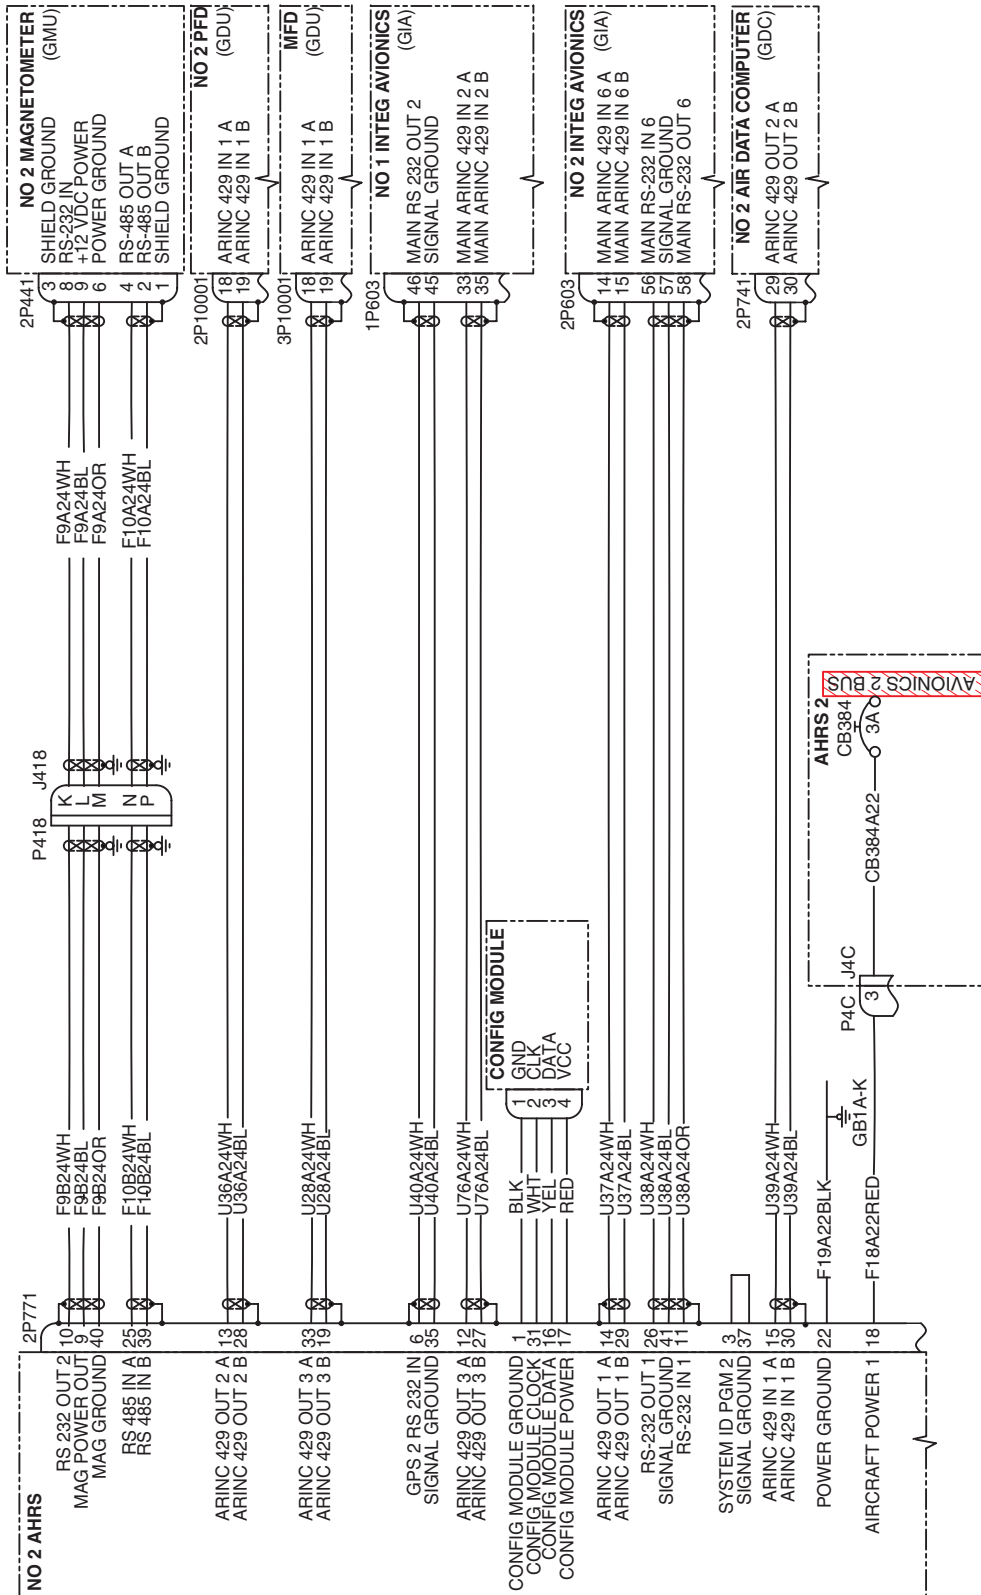 NO 2 AHRS
2P771
RS 232 OUT 2 10
MAG POWER OUT 9
MAG GROUND 40
RS 485 IN A 25
RS 485 IN B 39
ARINC 429 OUT 2 A 13
ARINC 429 OUT 2 B 28
ARINC 429 OUT 3 A 33
ARINC 429 OUT 3 B 19
GPS 2 RS 232 IN 6
SIGNAL GROUND 35
ARINC 429 OUT 3 A 12
ARINC 429 OUT 3 B 27
CONFIG MODULE GROUND 1
CONFIG MODULE CLOCK 31
CONFIG MODULE DATA 16
CONFIG MODULE POWER 17
ARINC 429 OUT 1 A 14
ARINC 429 OUT 1 B 29
RS-232 OUT 1 26
SIGNAL GROUND 41
RS-232 IN 1 11
SYSTEM ID PGM 2 3
SIGNAL GROUND 37
ARINC 429 IN 1 A 15
ARINC 429 IN 1 B 30
POWER GROUND 22
AIRCRAFT POWER 1 18
F9B24WH
F9B24BL
F9B24OR
F10B24WH
F10B24BL
U36A24WH
U36A24BL
U28A24WH
U28A24BL
U40A24WH
U40A24BL
U76A24WH
U76A24BL
BLK
WHT
YEL
RED
U37A24WH
U37A24BL
U38A24WH
U38A24BL
U38A24OR
U39A24WH
U39A24BL
F19A22BLK
F18A22RED
GB1A-K
CONFIG MODULE
1 GND
2 CLK
3 DATA
4 VCC
P4C
J4C
3
CB384A22
AHRS 2
CB384
3A
AVIONICS 2 BUS
P418
J418
K
L
M
N
P
F9A24WH
F9A24BL
F9A24OR
F10A24WH
F10A24BL
2P441
NO 2 MAGNETOMETER
(GMU)
3 SHIELD GROUND
8 RS-232 IN
9 +12 VDC POWER
6 POWER GROUND
4 RS-485 OUT A
2 RS-485 OUT B
1 SHIELD GROUND
2P10001
NO 2 PFD
(GDU)
18 ARINC 429 IN 1 A
19 ARINC 429 IN 1 B
3P10001
MFD
(GDU)
18 ARINC 429 IN 1 A
19 ARINC 429 IN 1 B
1P603
NO 1 INTEG AVIONICS
(GIA)
46 MAIN RS 232 OUT 2
45 SIGNAL GROUND
33 MAIN ARINC 429 IN 2 A
35 MAIN ARINC 429 IN 2 B
2P603
NO 2 INTEG AVIONICS
(GIA)
14 MAIN ARINC 429 IN 6 A
15 MAIN ARINC 429 IN 6 B
56 MAIN RS-232 IN 6
57 SIGNAL GROUND
58 MAIN RS-232 OUT 6
2P741
NO 2 AIR DATA COMPUTER
(GDC)
29 ARINC 429 OUT 2 A
30 ARINC 429 OUT 2 B